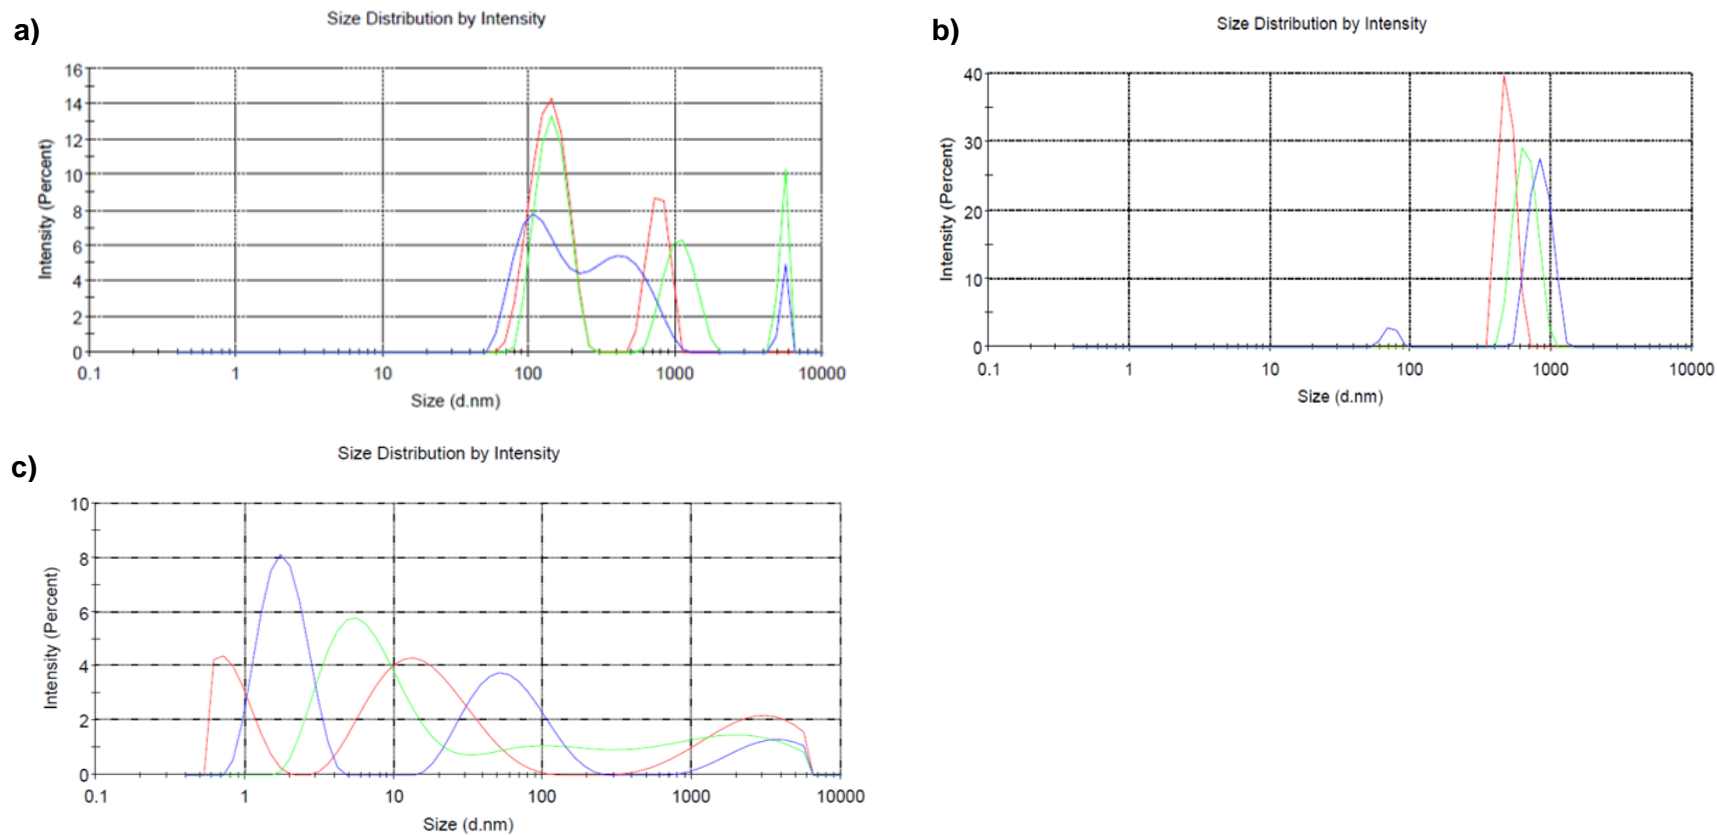 a)
Size Distribution by Intensity
Intensity (Percent)
16
14
12
10
8
6
4
2
0
0.1 1 10 100 1000 10000
Size (d.nm)
b)
Size Distribution by Intensity
Intensity (Percent)
40
30
20
10
0
0.1 1 10 100 1000 10000
Size (d.nm)
c)
Size Distribution by Intensity
Intensity (Percent)
10
8
6
4
2
0
0.1 1 10 100 1000 10000
Size (d.nm)